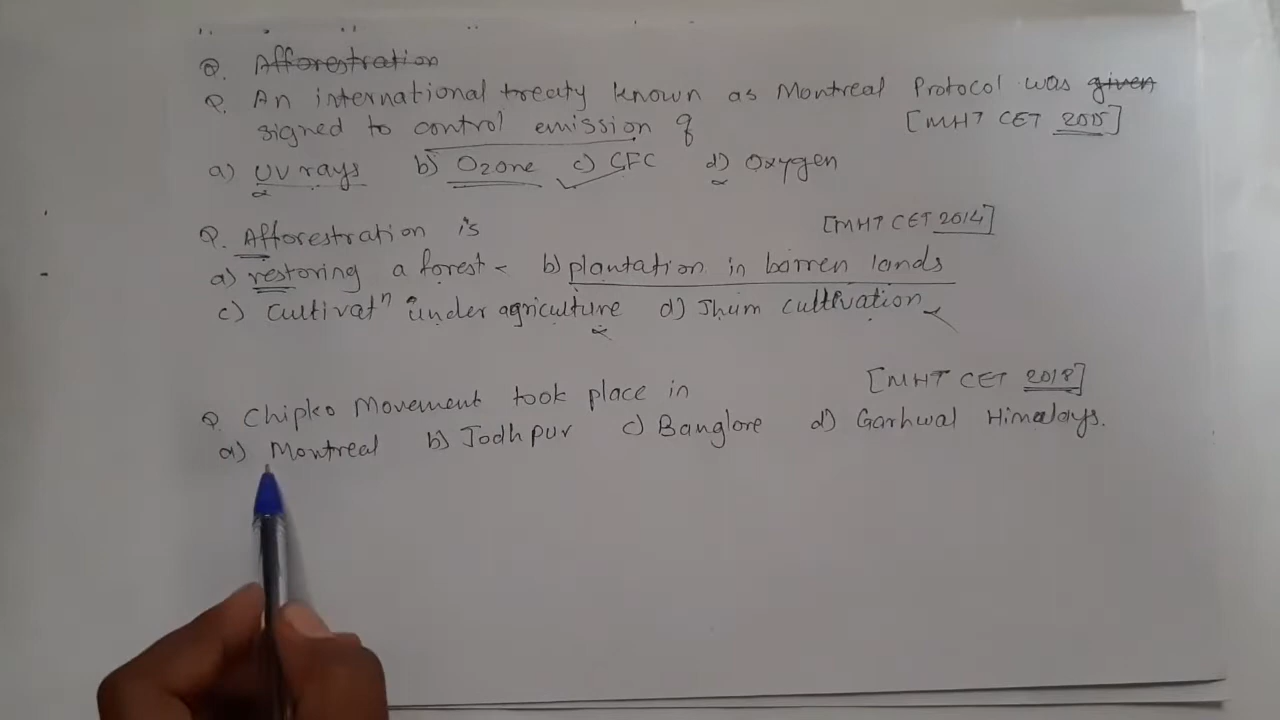 Q. Afforestration
Q. An international treaty known as Montreal Protocol was given
signed to control emission of [MHT CET 2015]
a) UV rays b) Ozone c) CFC d) Oxygen
Q. Afforestration is [MHT CET 2014]
a) restoring a forest b) plantation in barren lands
c) Cultivatⁿ under agriculture d) Jhum cultivation
Q. Chipko Movement took place in [MHT CET 2018]
a) Montreal b) Jodhpur c) Banglore d) Garhwal Himalays.